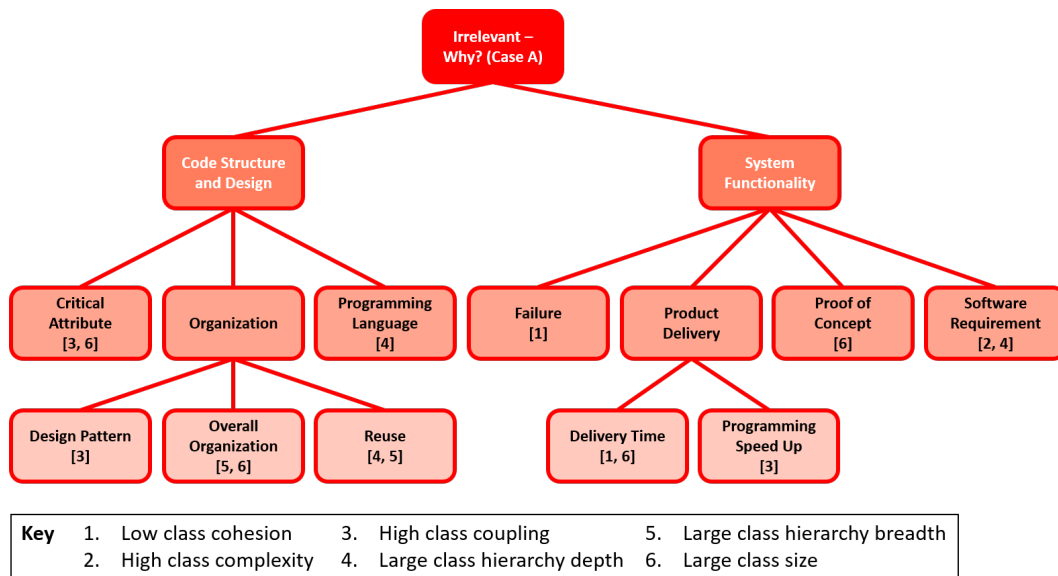 Irrelevant –
Why? (Case A)
Code Structure
and Design
System
Functionality
Critical
Attribute
[3, 6]
Organization
Programming
Language
[4]
Failure
[1]
Product
Delivery
Proof of
Concept
[6]
Software
Requirement
[2, 4]
Design Pattern
[3]
Overall
Organization
[5, 6]
Reuse
[4, 5]
Delivery Time
[1, 6]
Programming
Speed Up
[3]
Key 1. Low class cohesion 3. High class coupling 5. Large class hierarchy breadth
2. High class complexity 4. Large class hierarchy depth 6. Large class size